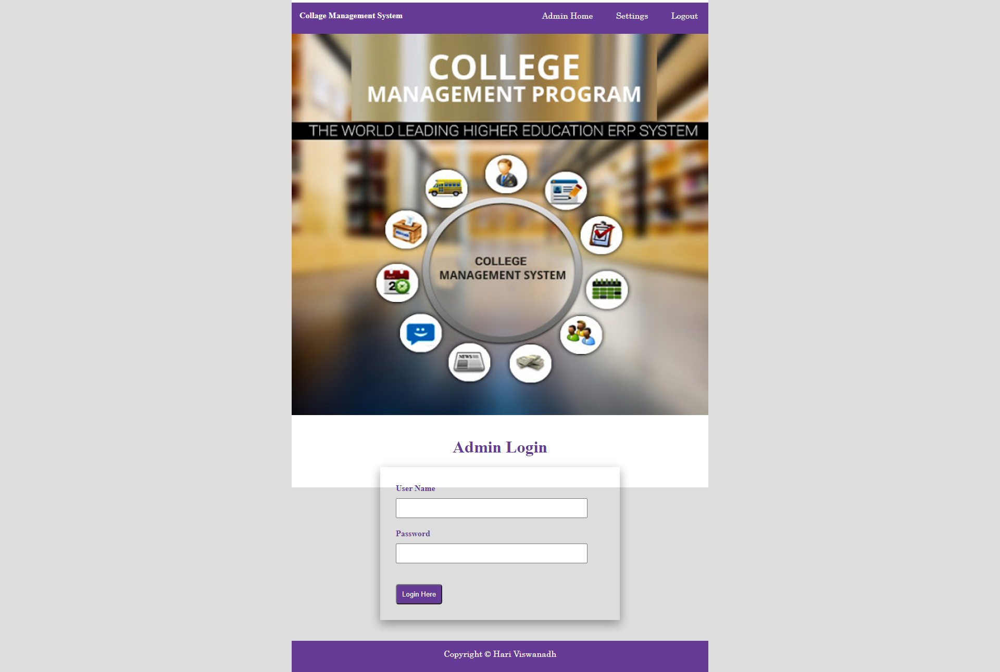 Collage Management System
Admin Home Settings Logout
COLLEGE
MANAGEMENT PROGRAM
THE WORLD LEADING HIGHER EDUCATION ERP SYSTEM
COLLEGE
MANAGEMENT SYSTEM
2
NEWS
Admin Login
User Name
Password
Login Here
Copyright © Hari Viswanadh